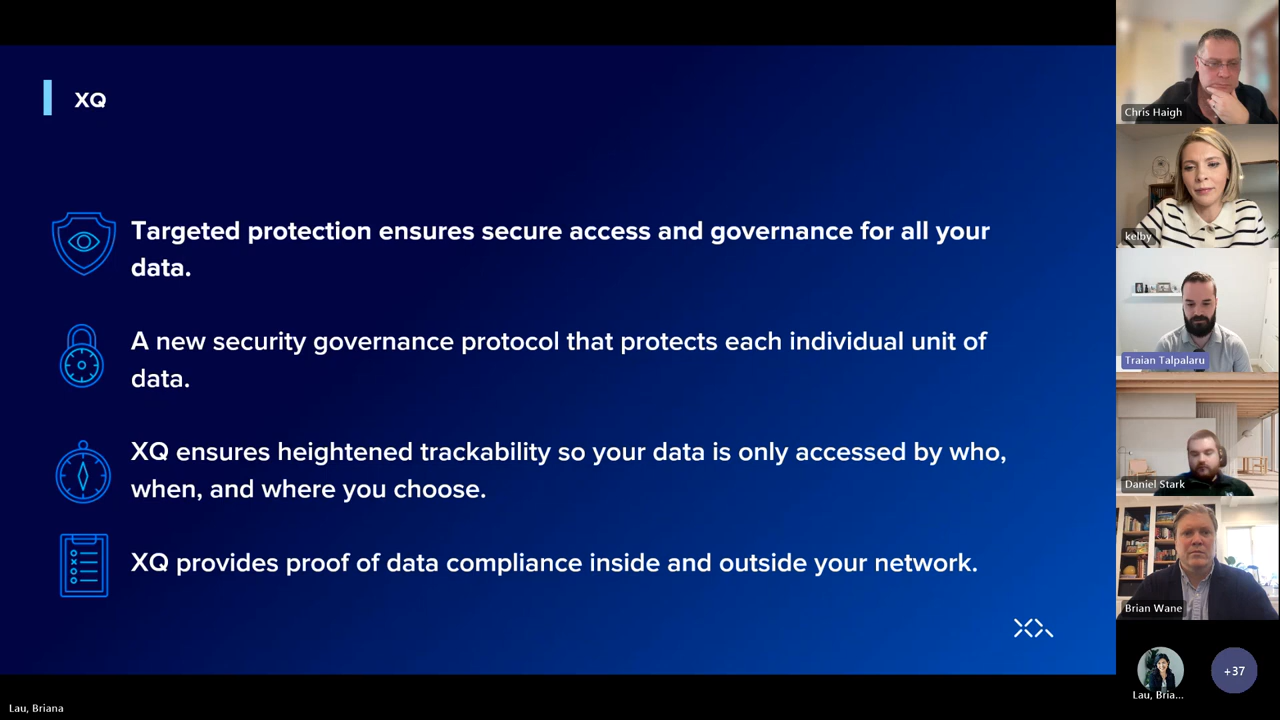 XQ
Targeted protection ensures secure access and governance for all your
data.
A new security governance protocol that protects each individual unit of
data.
XQ ensures heightened trackability so your data is only accessed by who,
when, and where you choose.
XQ provides proof of data compliance inside and outside your network.
Chris Haigh
kelby
Traian Talpalaru
Daniel Stark
Brian Wane
Lau, Bria...
+37
Lau, Briana